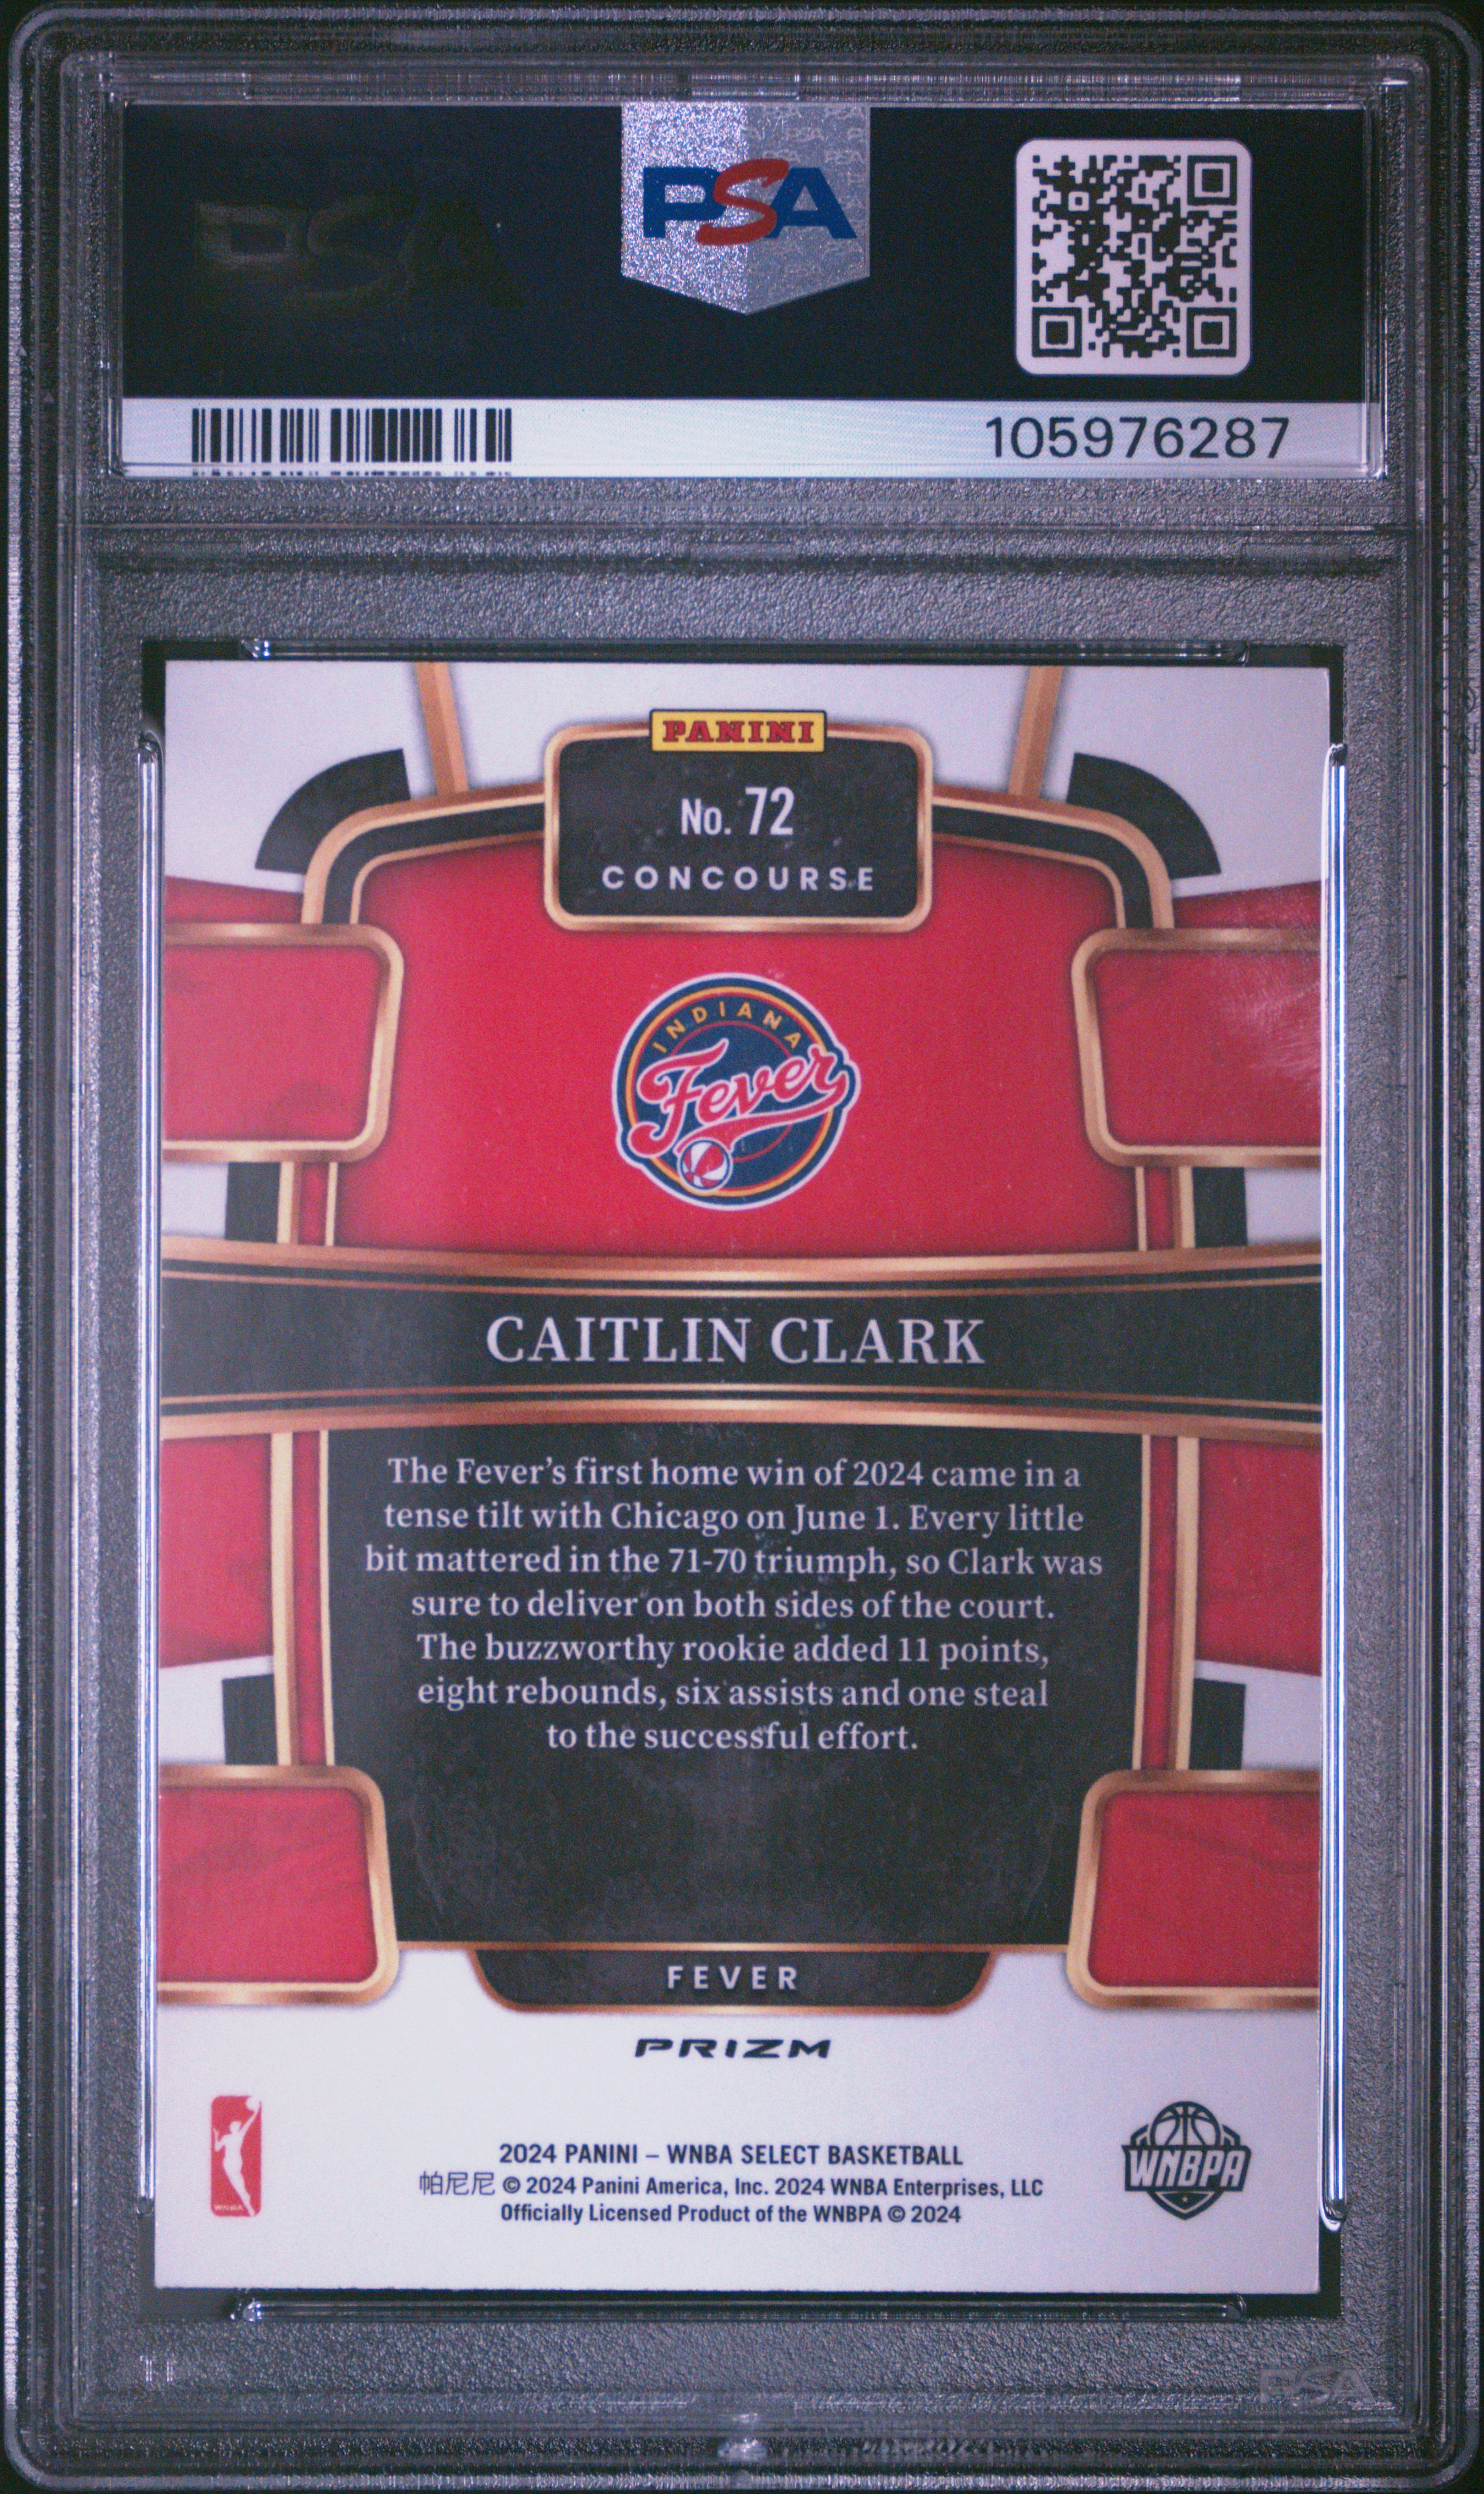 PSA
105976287
PANINI
No. 72
CONCOURSE
INDIANA
Fever
CAITLIN CLARK
The Fever's first home win of 2024 came in a
tense tilt with Chicago on June 1. Every little
bit mattered in the 71-70 triumph, so Clark was
sure to deliver on both sides of the court.
The buzzworthy rookie added 11 points,
eight rebounds, six assists and one steal
to the successful effort.
FEVER
PRIZM
WNBA
WNBPA
2024 PANINI – WNBA SELECT BASKETBALL
帕尼尼 © 2024 Panini America, Inc. 2024 WNBA Enterprises, LLC
Officially Licensed Product of the WNBPA © 2024
PSA